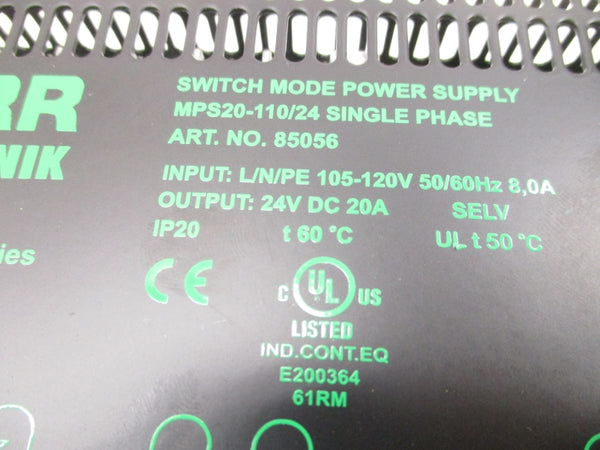 SWITCH MODE POWER SUPPLY
RR MPS20-110/24 SINGLE PHASE
NIK ART. NO. 85056
INPUT: L/N/PE 105-120V 50/60Hz 8,0A
OUTPUT: 24V DC 20A SELV
IP20 t 60 °C UL t 50 °C
ies
CE
C UL US
LISTED
IND.CONT.EQ
E200364
61RM